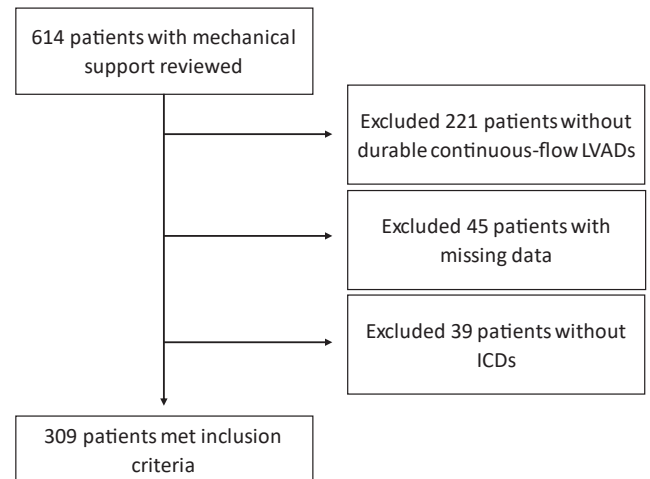 614 patients with mechanical
support reviewed
Excluded 221 patients without
durable continuous-flow LVADs
Excluded 45 patients with
missing data
Excluded 39 patients without
ICDs
309 patients met inclusion
criteria